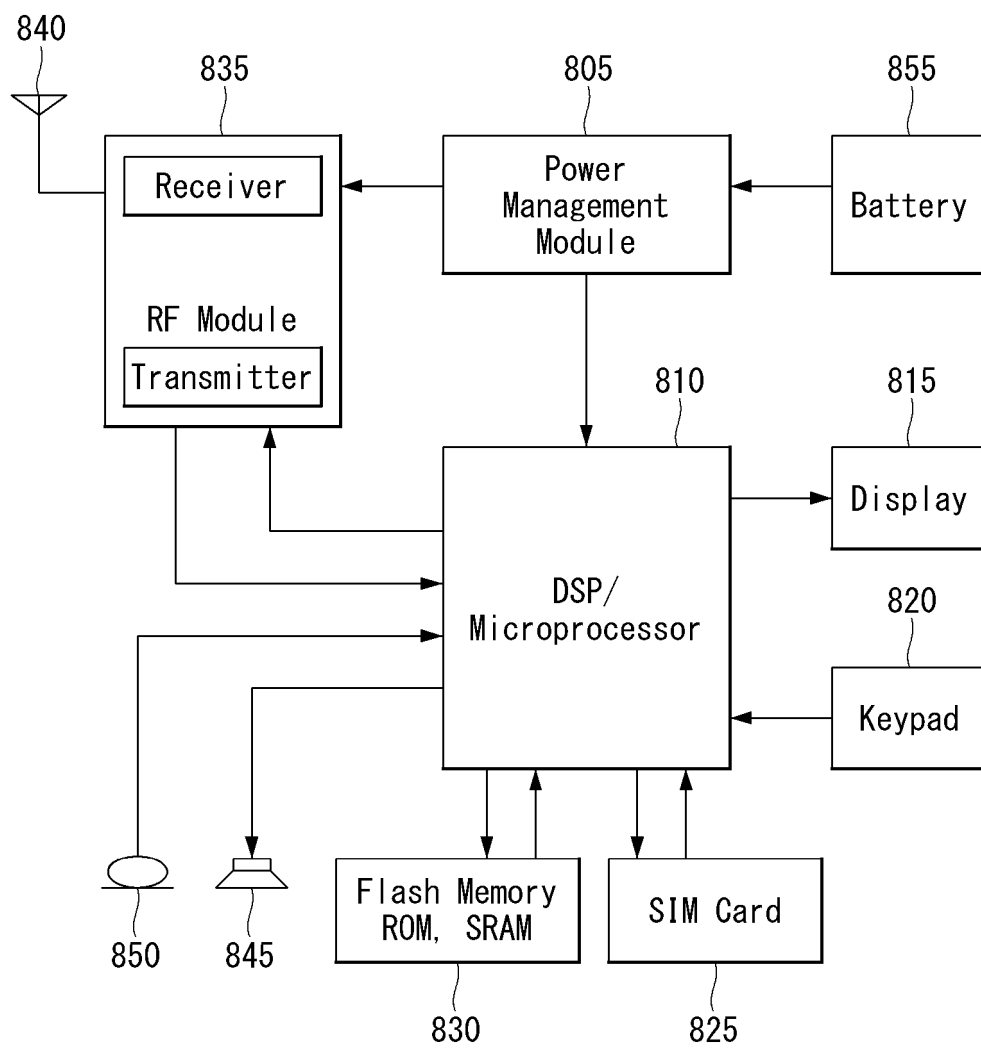 840
835
805
855
Receiver
RF Module
Transmitter
Power
Management
Module
Battery
810
815
DSP/
Microprocessor
Display
820
Keypad
850
845
Flash Memory
ROM, SRAM
SIM Card
830
825